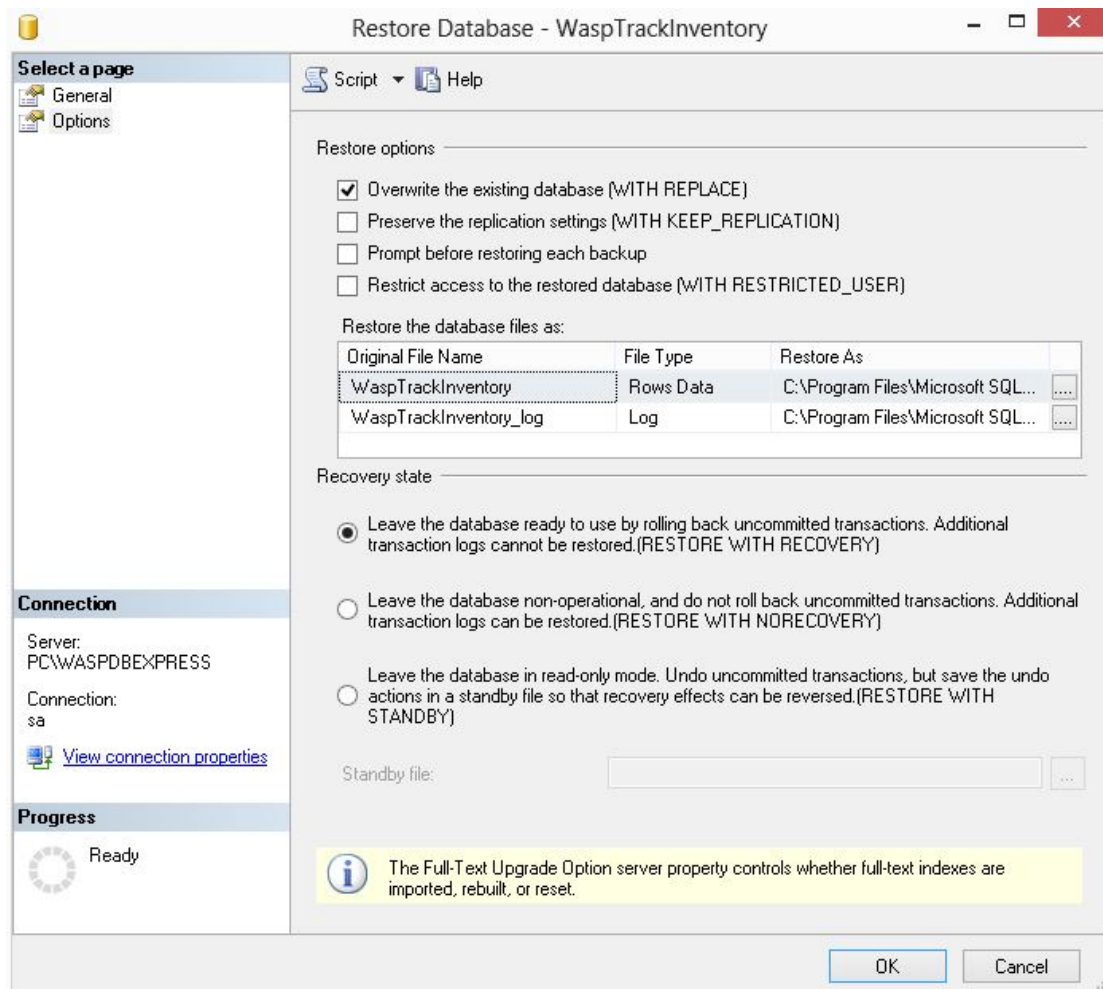 Restore Database - WaspTrackInventory
Select a page
General
Options
Script
Help
Restore options
Overwrite the existing database (WITH REPLACE)
Preserve the replication settings (WITH KEEP_REPLICATION)
Prompt before restoring each backup
Restrict access to the restored database (WITH RESTRICTED_USER)
Restore the database files as:
Original File Name File Type Restore As
WaspTrackInventory Rows Data C:\Program Files\Microsoft SQL... ....
WaspTrackInventory_log Log C:\Program Files\Microsoft SQL... ....
Recovery state
Leave the database ready to use by rolling back uncommitted transactions. Additional
transaction logs cannot be restored.(RESTORE WITH RECOVERY)
Leave the database non-operational, and do not roll back uncommitted transactions. Additional
transaction logs can be restored.(RESTORE WITH NORECOVERY)
Leave the database in read-only mode. Undo uncommitted transactions, but save the undo
actions in a standby file so that recovery effects can be reversed.(RESTORE WITH
STANDBY)
Standby file: ...
Connection
Server:
PC\WASPDBEXPRESS
Connection:
sa
View connection properties
Progress
Ready
The Full-Text Upgrade Option server property controls whether full-text indexes are
imported, rebuilt, or reset.
OK
Cancel